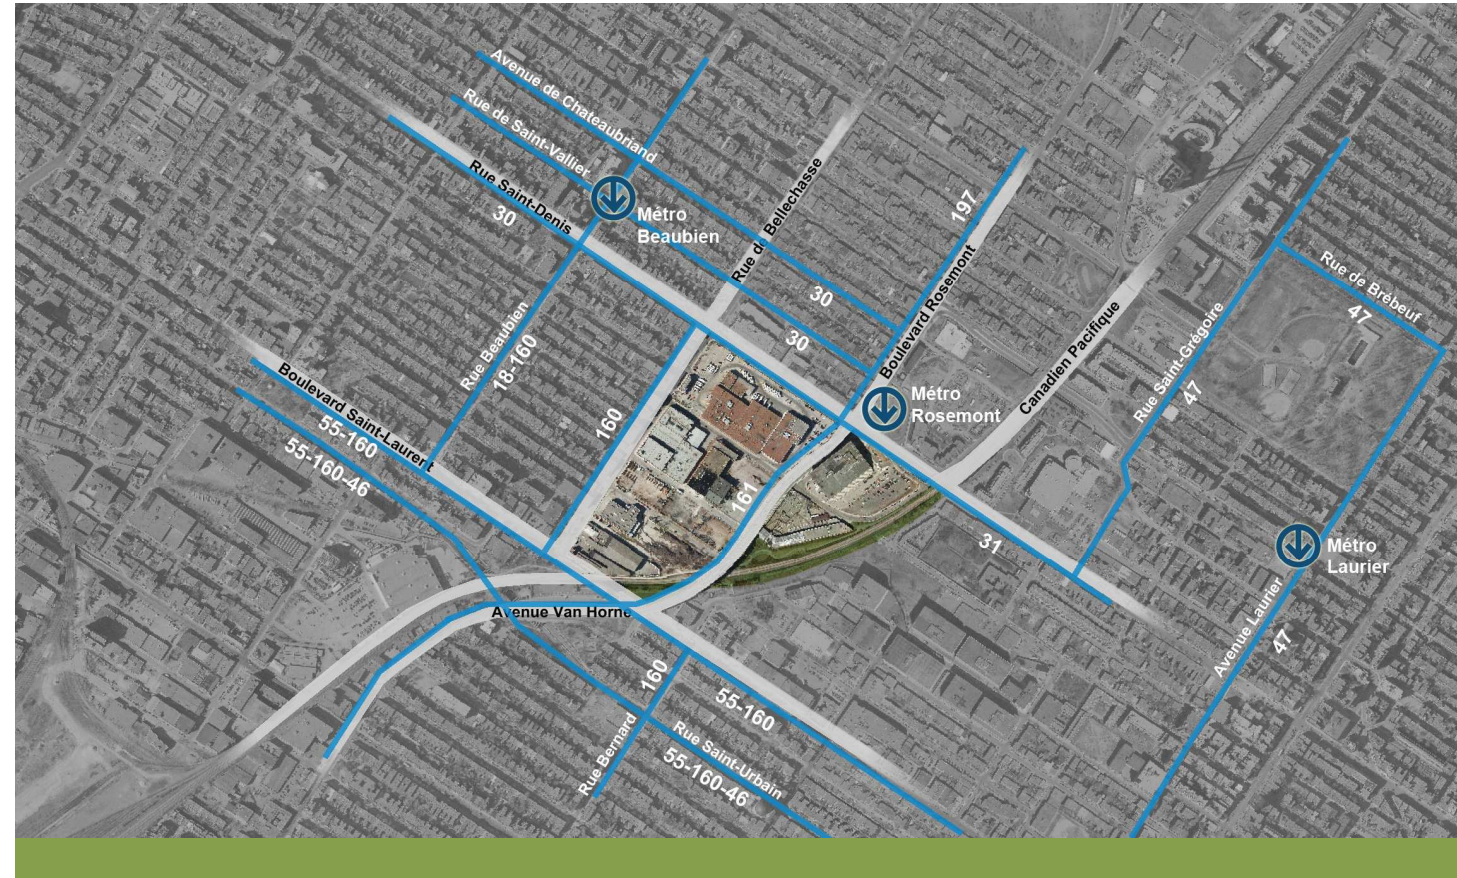 Avenue de Chateaubriand
Rue de Saint-Vallier
Rue Saint-Denis
30
Métro
Beaubien
Rue de Bellechasse
197
Boulevard Rosemont
30
30
Rue Beaubien
18-160
Métro
Rosemont
Canadien Pacifique
Rue de Brébeuf
47
Rue Saint-Grégoire
47
Boulevard Saint-Laurent
55-160
55-160-46
160
161
31
Métro
Laurier
Avenue Laurier
47
Avenue Van Horne
160
Rue Bernard
55-160
Rue Saint-Urbain
55-160-46